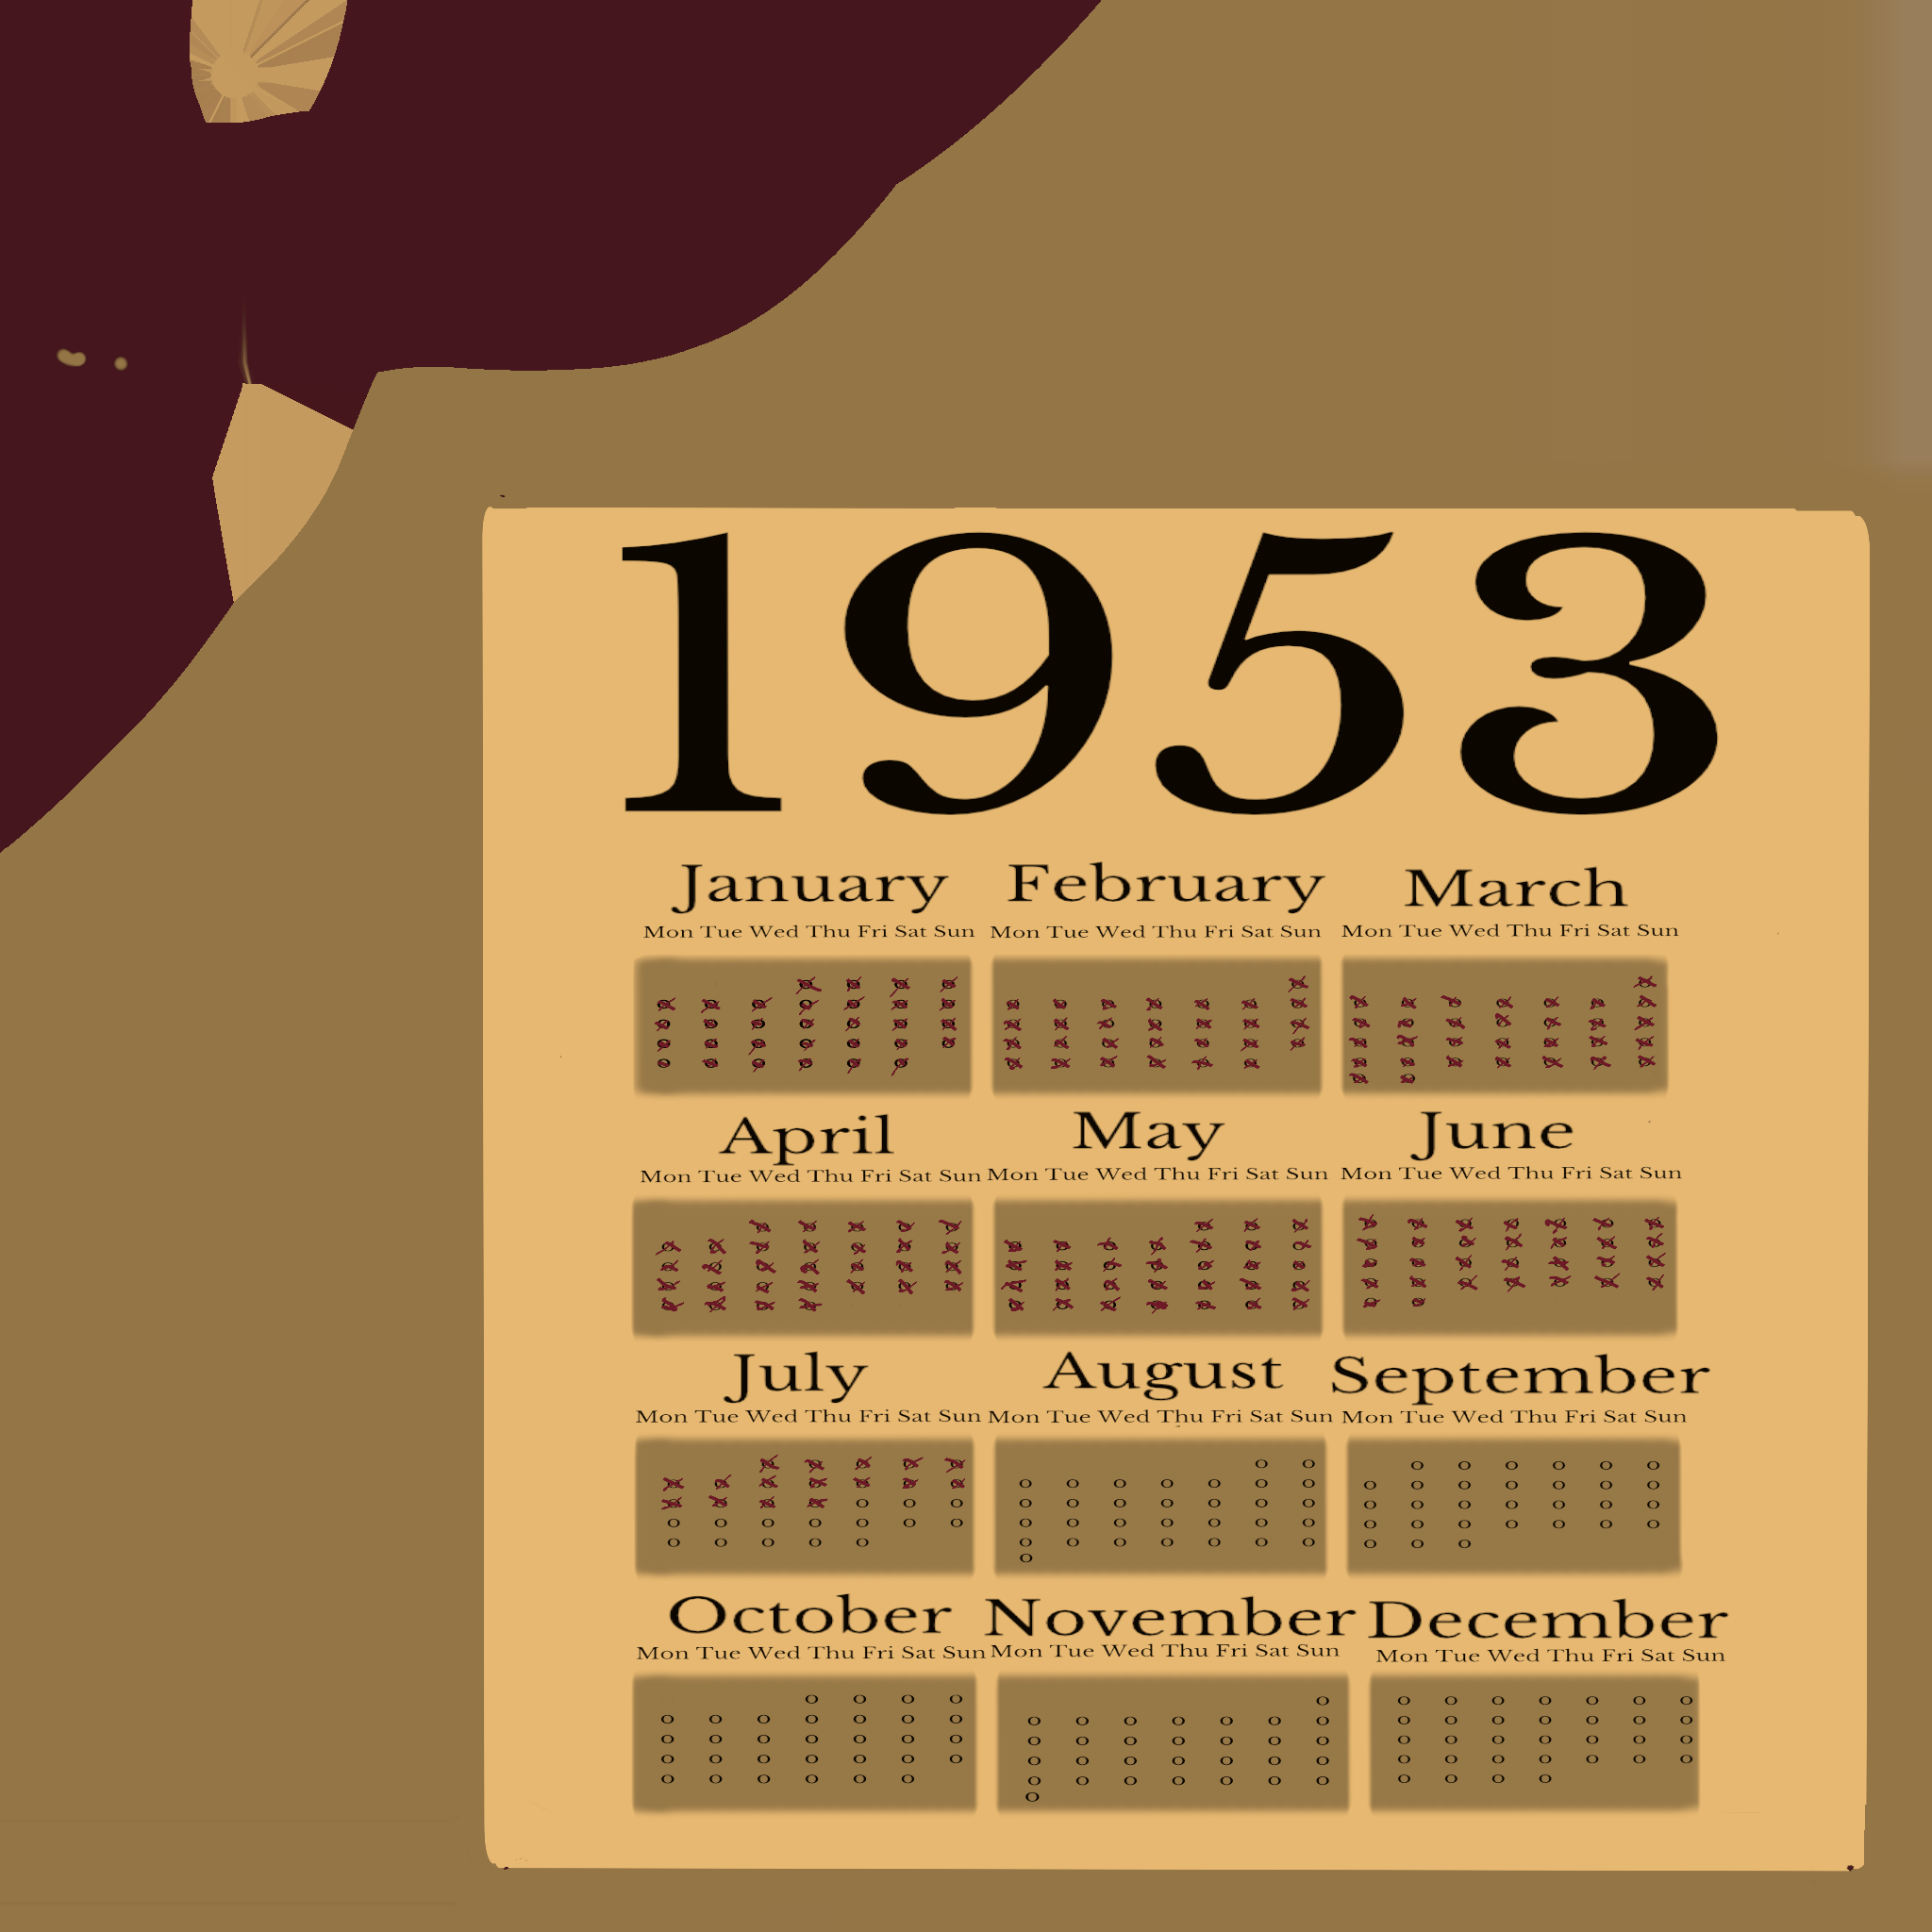 1953
January February March
Mon Tue Wed Thu Fri Sat Sun Mon Tue Wed Thu Fri Sat Sun Mon Tue Wed Thu Fri Sat Sun
April May June
Mon Tue Wed Thu Fri Sat Sun Mon Tue Wed Thu Fri Sat Sun Mon Tue Wed Thu Fri Sat Sun
July August September
Mon Tue Wed Thu Fri Sat Sun Mon Tue Wed Thu Fri Sat Sun Mon Tue Wed Thu Fri Sat Sun
October November December
Mon Tue Wed Thu Fri Sat Sun Mon Tue Wed Thu Fri Sat Sun Mon Tue Wed Thu Fri Sat Sun